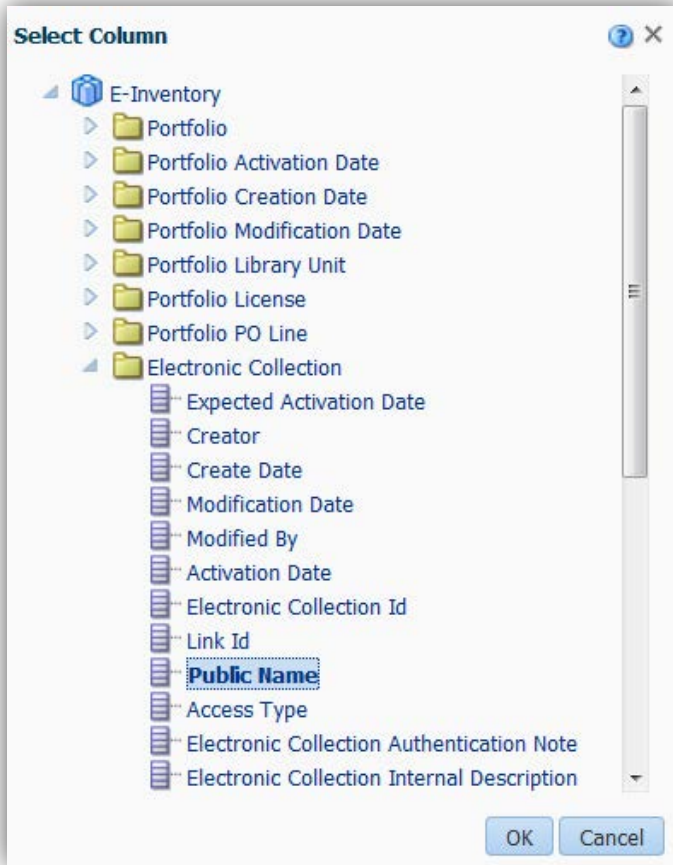 Select Column
E-Inventory
Portfolio
Portfolio Activation Date
Portfolio Creation Date
Portfolio Modification Date
Portfolio Library Unit
Portfolio License
Portfolio PO Line
Electronic Collection
Expected Activation Date
Creator
Create Date
Modification Date
Modified By
Activation Date
Electronic Collection Id
Link Id
Public Name
Access Type
Electronic Collection Authentication Note
Electronic Collection Internal Description
OK Cancel